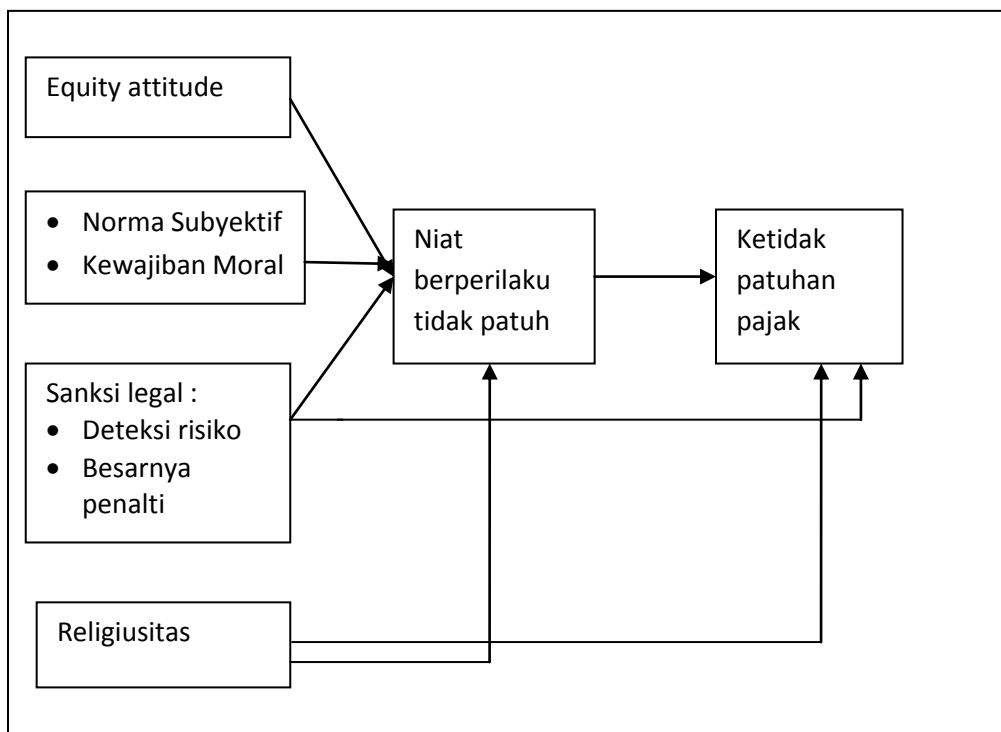 Equity attitude
• Norma Subyektif
• Kewajiban Moral
Niat
berperilaku
tidak patuh
Ketidak
patuhan
pajak
Sanksi legal :
• Deteksi risiko
• Besarnya
penalti
Religiusitas